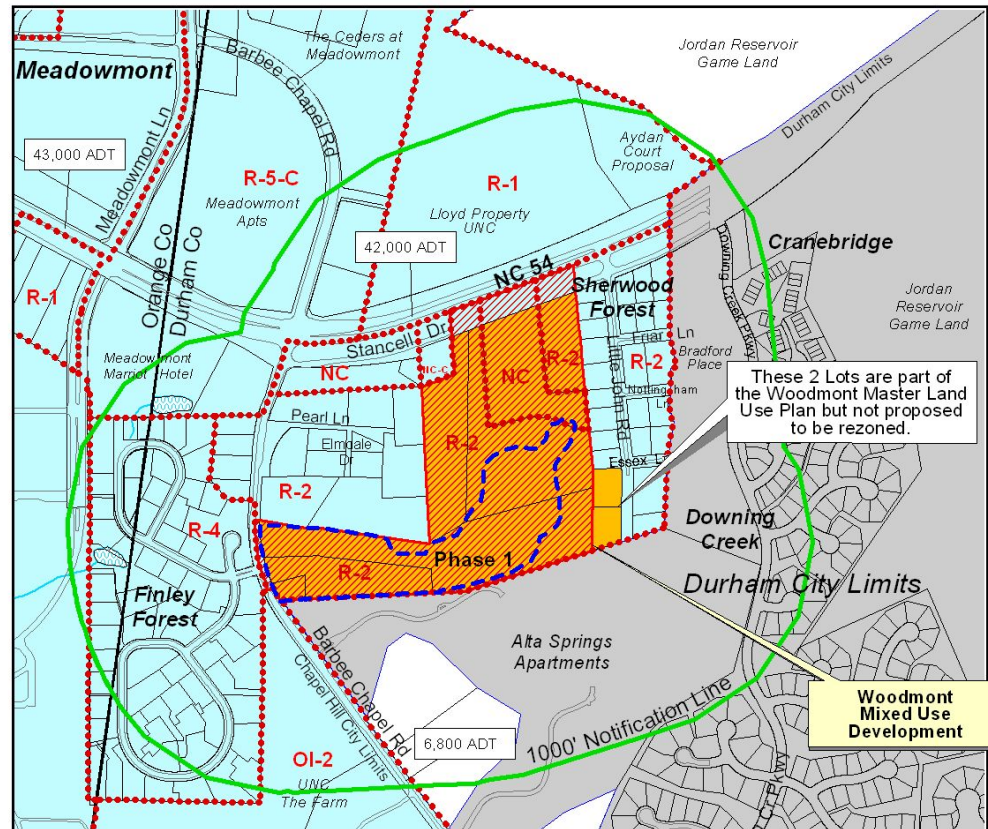 The Ceders at
Meadowmont
Jordan Reservoir
Game Land
Meadowmont
Barbee Chapel Rd
Durham City Limits
Meadowmont Ln
43,000 ADT
Aydan
Court
Proposal
R-5-C
R-1
Meadowmont
Apts
Lloyd Property
UNC
42,000 ADT
Orange Co
Durham Co
R-1
NC 54
Stancell Dr
Sherwood
Forest
Cranebridge
Downing Creek Pkwy
Jordan
Reservoir
Game Land
Meadowmont
Marriot Hotel
NC
NC-C
NC
R-2
Friar Ln
R-2
Bradford
Place
Little John Rd
Nottingham
Ln
These 2 Lots are part of
the Woodmont Master Land
Use Plan but not proposed
to be rezoned.
Pearl Ln
Elmdale
Dr
R-2
R-2
Essex Ln
R-4
Downing
Creek
Phase 1
R-2
Durham City Limits
Finley
Forest
Alta Springs
Apartments
Barbee Chapel Rd
Chapel Hill City Limits
Woodmont
Mixed Use
Development
1000' Notification Line
6,800 ADT
OI-2
UNC
The Farm